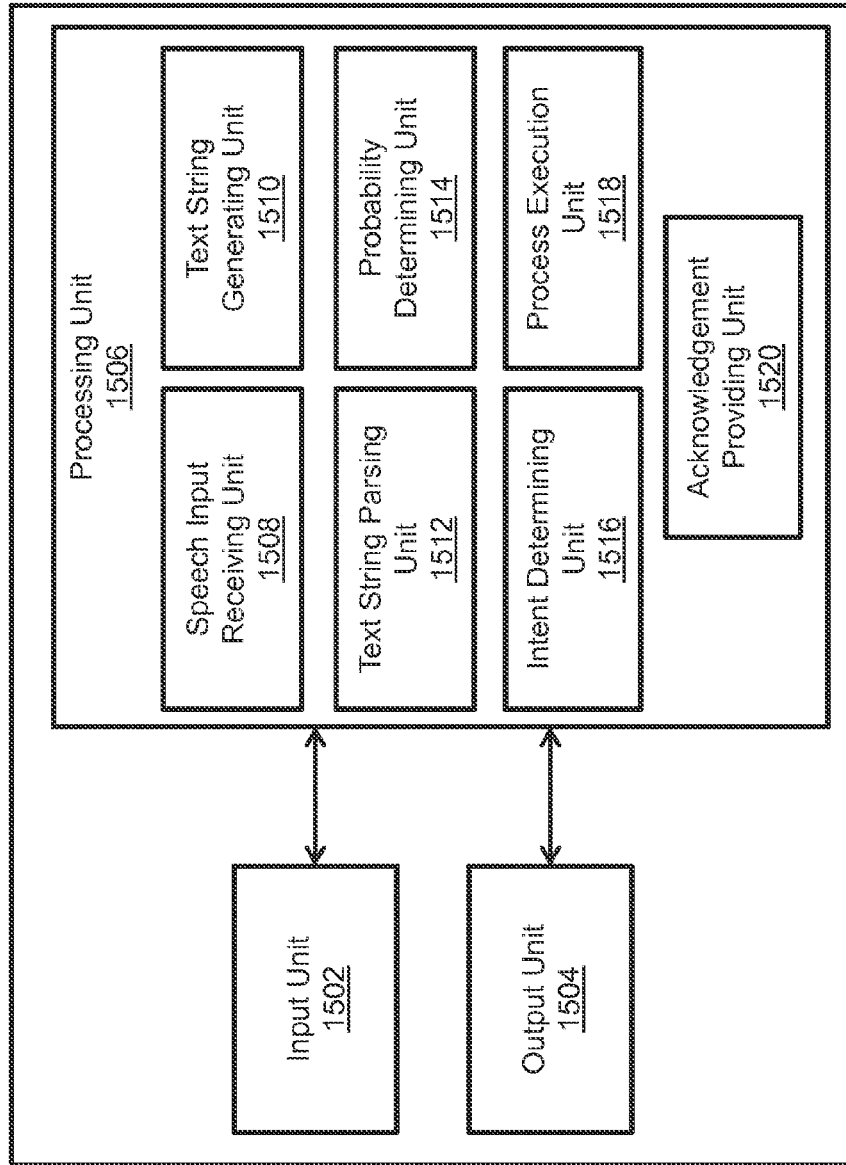 Processing Unit
1506
Speech Input
Receiving Unit
1508
Text String
Generating Unit
1510
Text String Parsing
Unit
1512
Probability
Determining Unit
1514
Intent Determining
Unit
1516
Process Execution
Unit
1518
Acknowledgement
Providing Unit
1520
Input Unit
1502
Output Unit
1504